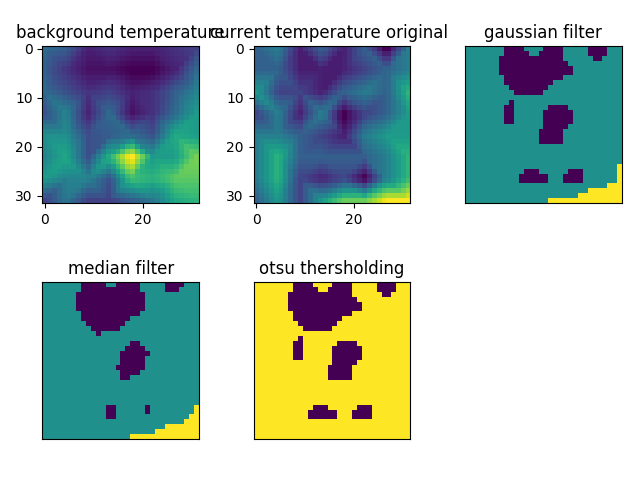 background temperature
current temperature original
gaussian filter
0
10
20
30
0
20
0
10
20
30
0
20
median filter
otsu thersholding